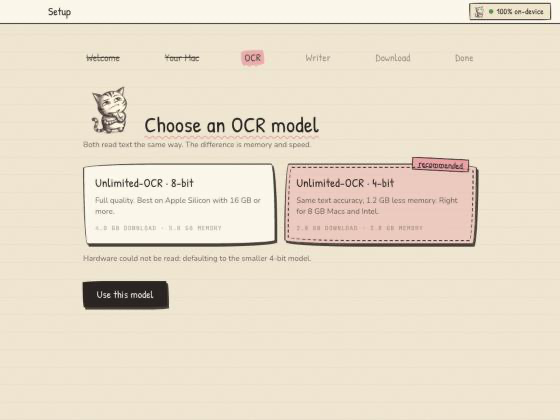 Setup
100% on-device
Welcome
Your Mac
OCR
Writer
Download
Done
Choose an OCR model
Both read text the same way. The difference is memory and speed.
Unlimited-OCR · 8-bit
Full quality. Best on Apple Silicon with 16 GB or
more.
4.0 GB DOWNLOAD · 5.0 GB MEMORY
recommended
Unlimited-OCR · 4-bit
Same text accuracy, 1.2 GB less memory. Right
for 8 GB Macs and Intel.
2.8 GB DOWNLOAD · 3.8 GB MEMORY
Hardware could not be read: defaulting to the smaller 4-bit model.
Use this model